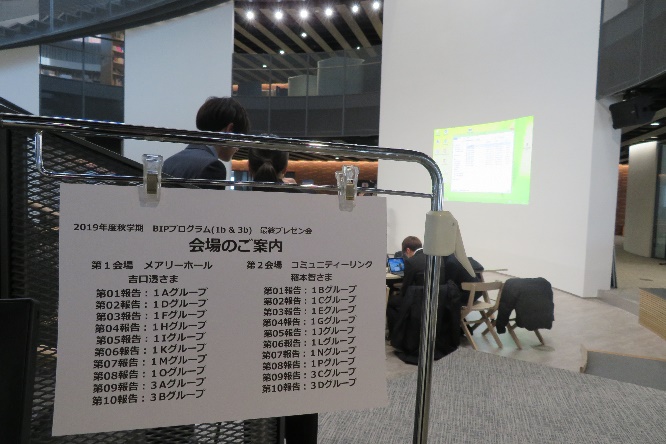 2019年度秋学期 BIPプログラム(1b & 3b) 最終プレゼン会
会場のご案内
第1会場 メアリーホール
吉口透さま
第01報告：1Aグループ
第02報告：1Dグループ
第03報告：1Fグループ
第04報告：1Hグループ
第05報告：1Iグループ
第06報告：1Kグループ
第07報告：1Mグループ
第08報告：1Oグループ
第09報告：3Aグループ
第10報告：3Bグループ
第2会場 コミュニティーリンク
穂本智さま
第01報告：1Bグループ
第02報告：1Cグループ
第03報告：1Eグループ
第04報告：1Gグループ
第05報告：1Jグループ
第06報告：1Lグループ
第07報告：1Nグループ
第08報告：1Pグループ
第09報告：3Cグループ
第10報告：3Dグループ